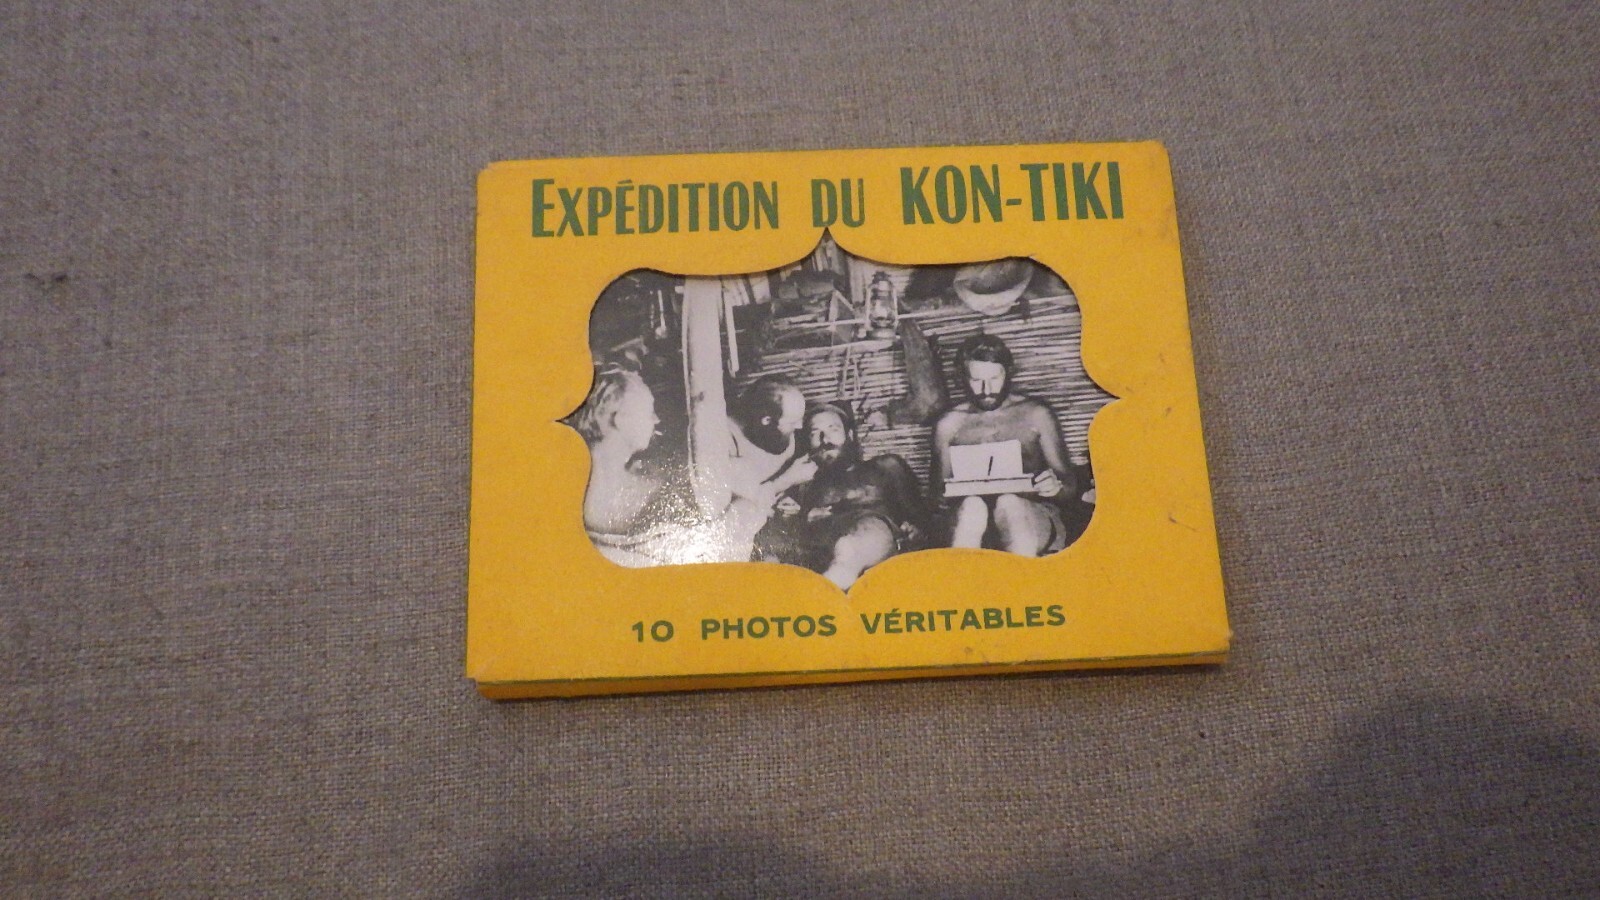 EXPÉDITION DU KON-TIKI
10 PHOTOS VÉRITABLES